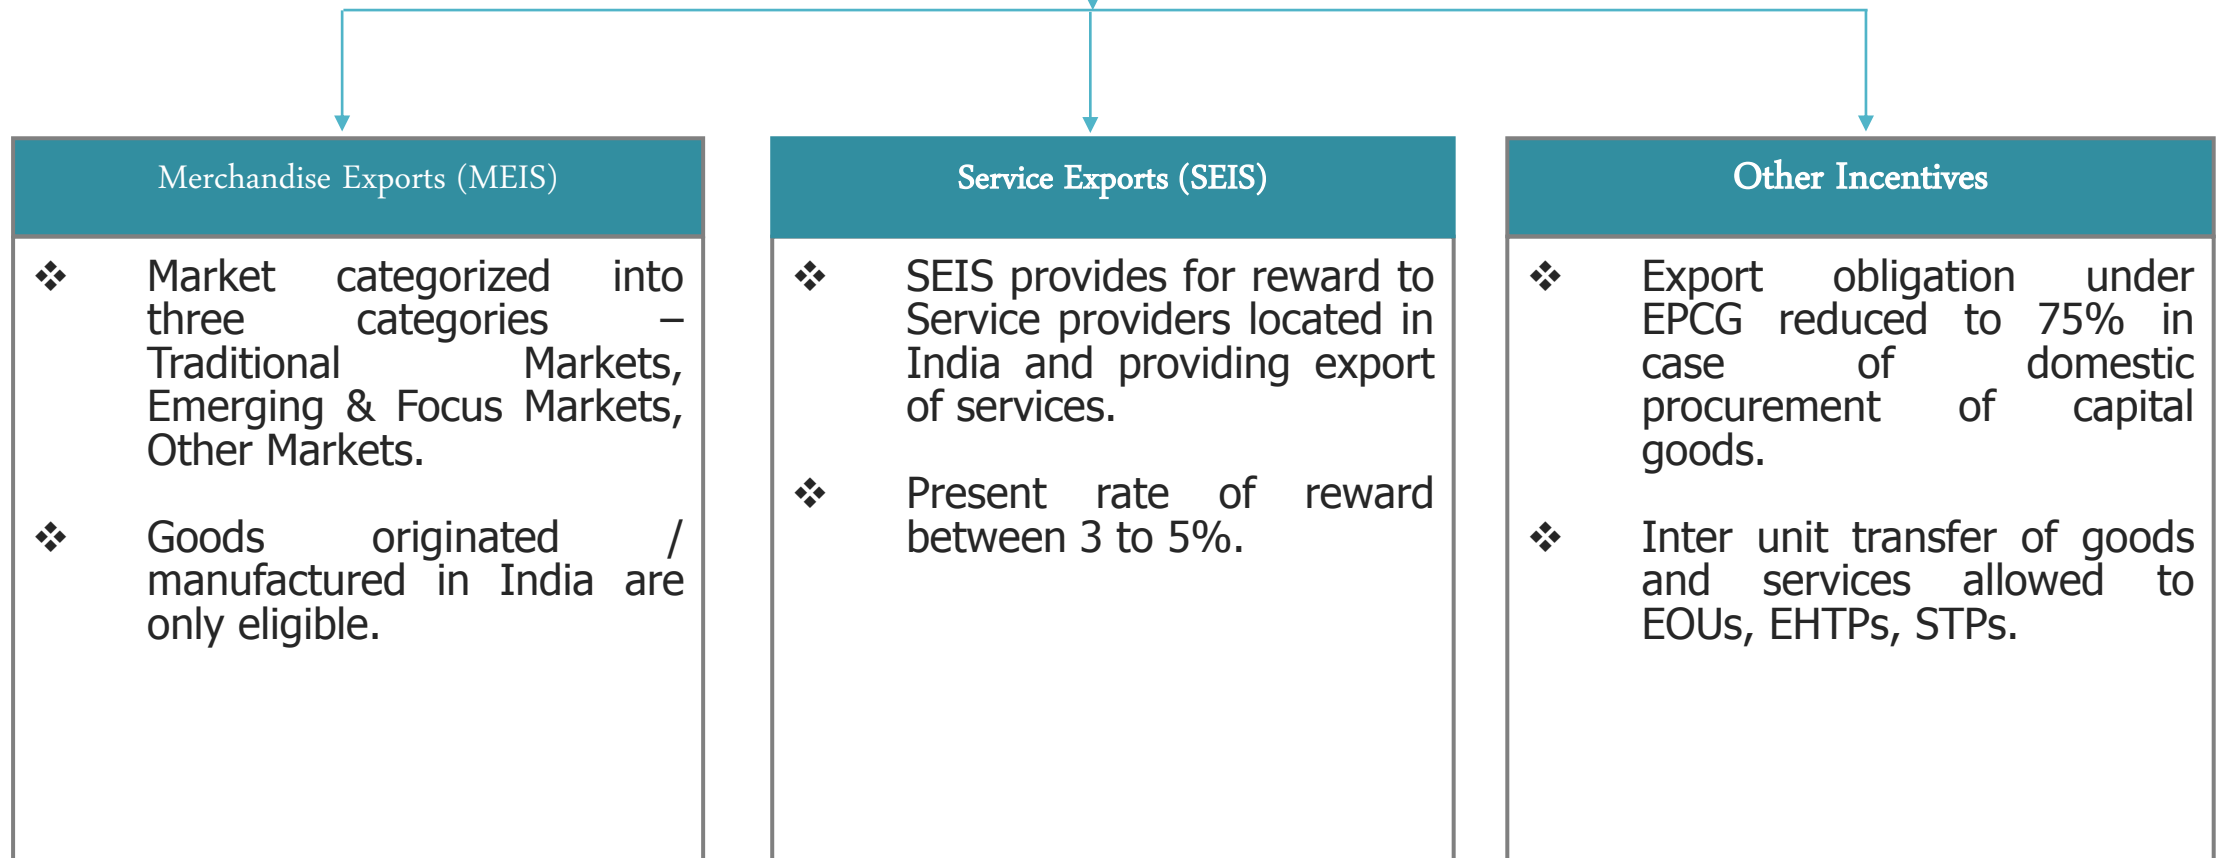 Merchandise Exports (MEIS)
❖ Market categorized into
three categories –
Traditional Markets,
Emerging & Focus Markets,
Other Markets.
❖ Goods originated /
manufactured in India are
only eligible.
Service Exports (SEIS)
❖ SEIS provides for reward to
Service providers located in
India and providing export
of services.
❖ Present rate of reward
between 3 to 5%.
Other Incentives
❖ Export obligation under
EPCG reduced to 75% in
case of domestic
procurement of capital
goods.
❖ Inter unit transfer of goods
and services allowed to
EOUs, EHTPs, STPs.